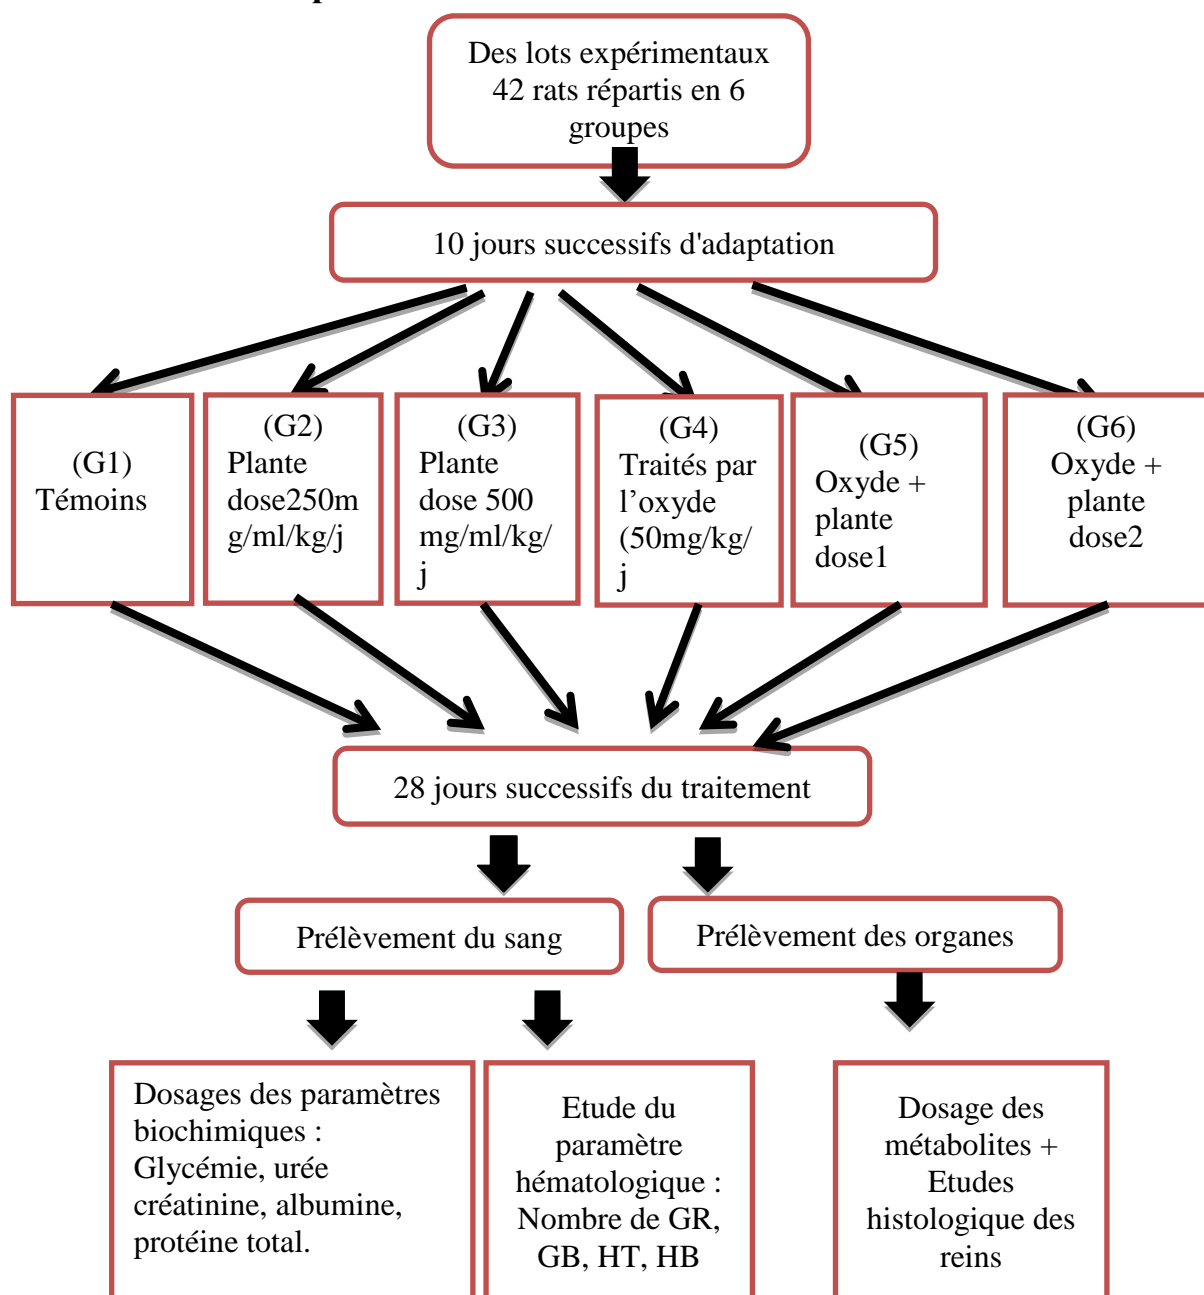 Des lots expérimentaux
42 rats répartis en 6
groupes
10 jours successifs d'adaptation
(G1)
Témoins
(G2)
Plante
dose250m
g/ml/kg/j
(G3)
Plante
dose 500
mg/ml/kg/
j
(G4)
Traités par
l’oxyde
(50mg/kg/
j
(G5)
Oxyde +
plante
dose1
(G6)
Oxyde +
plante
dose2
28 jours successifs du traitement
Prélèvement du sang
Prélèvement des organes
Dosages des paramètres
biochimiques :
Glycémie, urée
créatinine, albumine,
protéine total.
Etude du
paramètre
hématologique :
Nombre de GR,
GB, HT, HB
Dosage des
métabolites +
Etudes
histologique des
reins